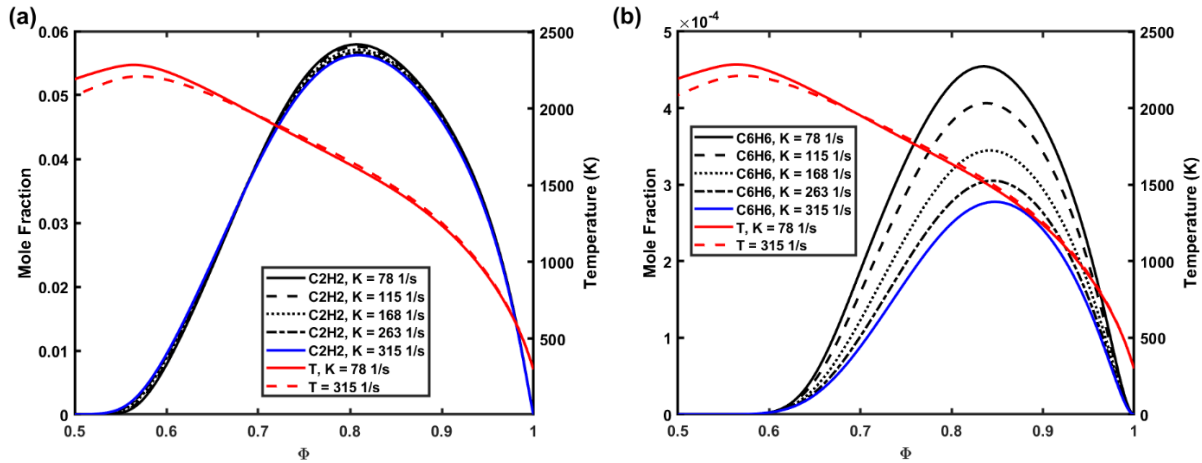 (a)
0.06
0.05
0.04
0.03
0.02
0.01
0
Mole Fraction
2500
2000
1500
1000
500
0
Temperature (K)
C2H2, K = 78 1/s
C2H2, K = 115 1/s
C2H2, K = 168 1/s
C2H2, K = 263 1/s
C2H2, K = 315 1/s
T, K = 78 1/s
T = 315 1/s
0.5 0.6 0.7 0.8 0.9 1
Φ
(b)
×10-4
5
4
3
2
1
0
Mole Fraction
2500
2000
1500
1000
500
0
Temperature (K)
C6H6, K = 78 1/s
C6H6, K = 115 1/s
C6H6, K = 168 1/s
C6H6, K = 263 1/s
C6H6, K = 315 1/s
T, K = 78 1/s
T = 315 1/s
0.5 0.6 0.7 0.8 0.9 1
Φ